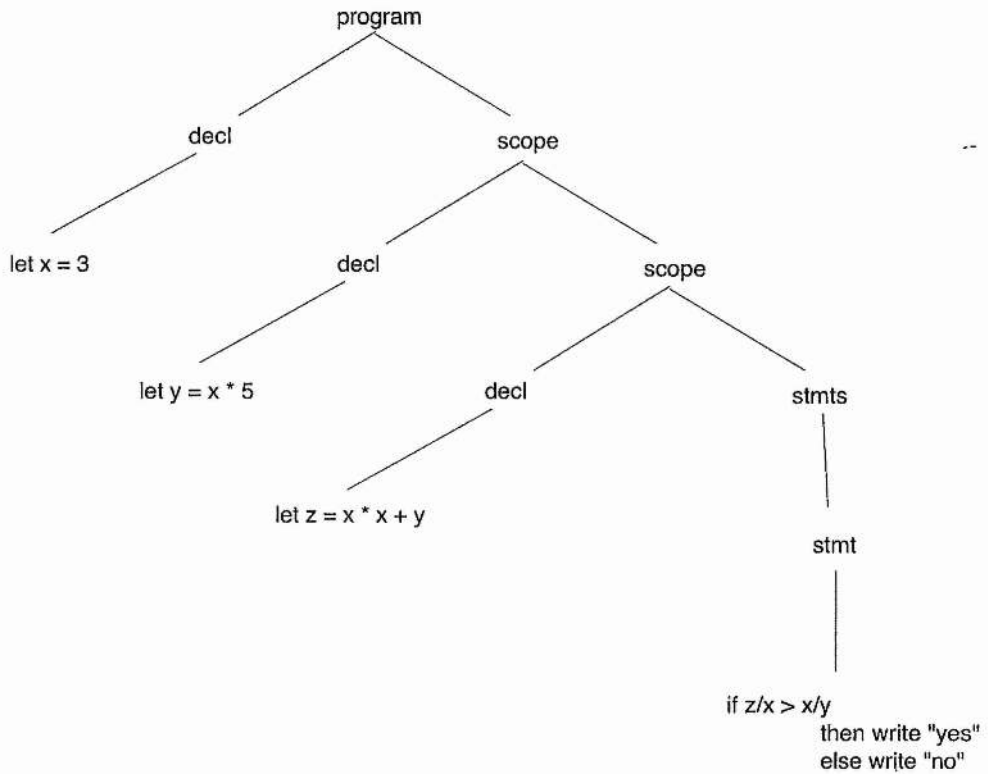 program
decl
scope
let x = 3
decl
scope
let y = x * 5
decl
stmts
let z = x * x + y
stmt
if z/x > x/y
then write "yes"
else write "no"